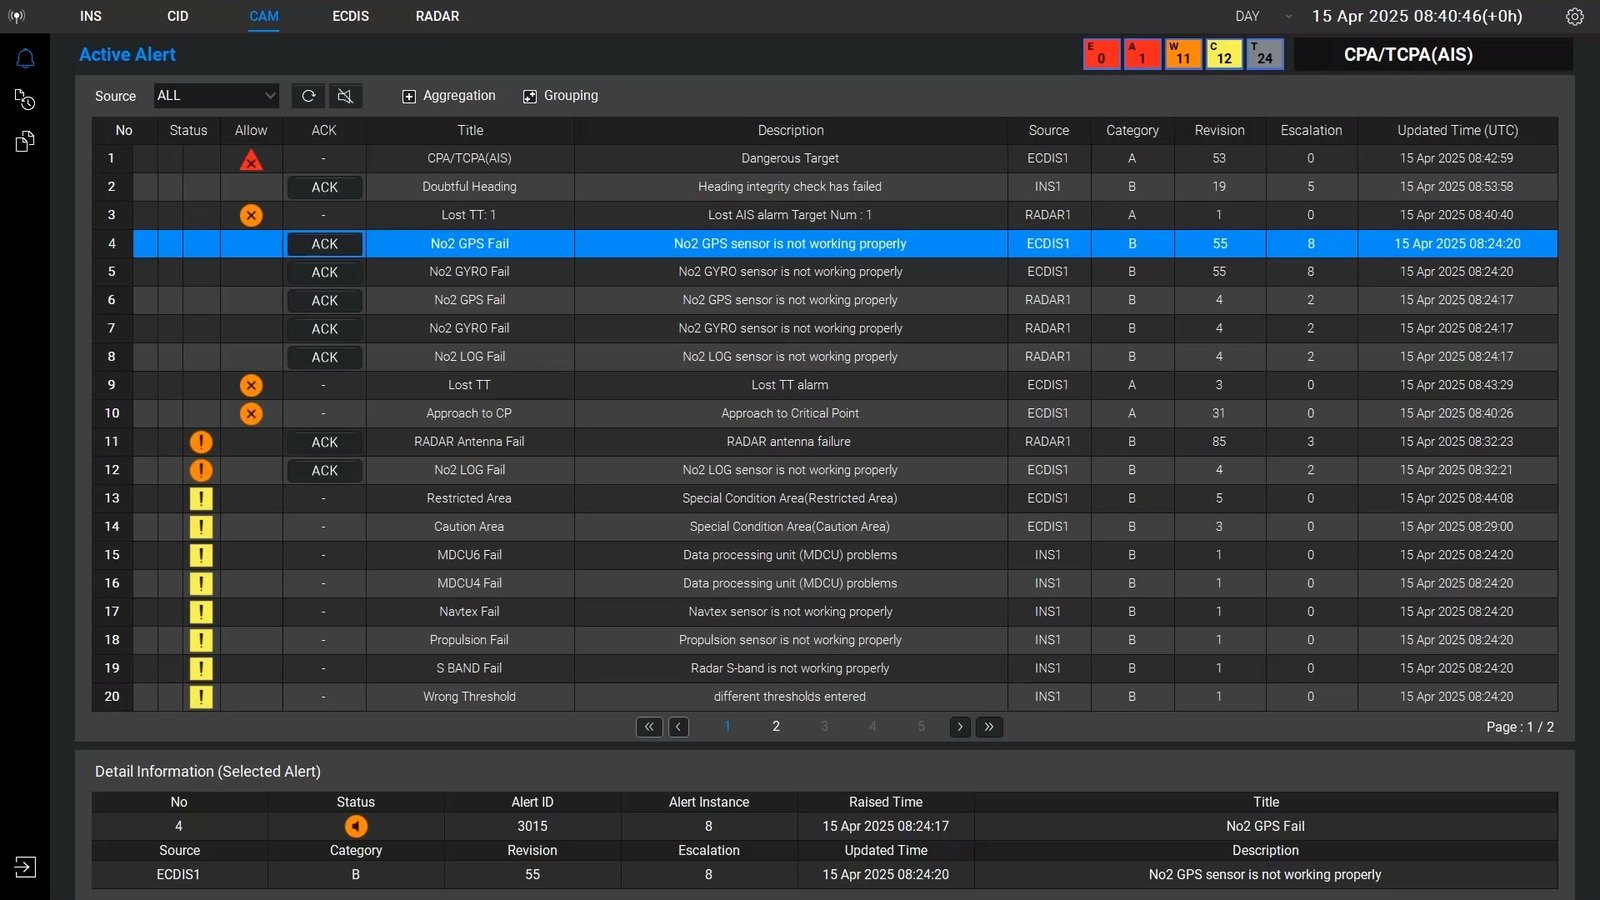 INS CID CAM ECDIS RADAR DAY 15 Apr 2025 08:40:46(+0h)
Active Alert E 0 A 1 W 11 C 12 T 24 CPA/TCPA(AIS)
Source ALL Aggregation Grouping
No Status Allow ACK Title Description Source Category Revision Escalation Updated Time (UTC)
1 - CPA/TCPA(AIS) Dangerous Target ECDIS1 A 53 0 15 Apr 2025 08:42:59
2 ACK Doubtful Heading Heading integrity check has failed INS1 B 19 5 15 Apr 2025 08:53:58
3 - Lost TT: 1 Lost AIS alarm Target Num : 1 RADAR1 A 1 0 15 Apr 2025 08:40:40
4 ACK No2 GPS Fail No2 GPS sensor is not working properly ECDIS1 B 55 8 15 Apr 2025 08:24:20
5 ACK No2 GYRO Fail No2 GYRO sensor is not working properly ECDIS1 B 55 8 15 Apr 2025 08:24:20
6 ACK No2 GPS Fail No2 GPS sensor is not working properly RADAR1 B 4 2 15 Apr 2025 08:24:17
7 ACK No2 GYRO Fail No2 GYRO sensor is not working properly RADAR1 B 4 2 15 Apr 2025 08:24:17
8 ACK No2 LOG Fail No2 LOG sensor is not working properly RADAR1 B 4 2 15 Apr 2025 08:24:17
9 - Lost TT Lost TT alarm ECDIS1 A 3 0 15 Apr 2025 08:43:29
10 - Approach to CP Approach to Critical Point ECDIS1 A 31 0 15 Apr 2025 08:40:26
11 ACK RADAR Antenna Fail RADAR antenna failure RADAR1 B 85 3 15 Apr 2025 08:32:23
12 ACK No2 LOG Fail No2 LOG sensor is not working properly ECDIS1 B 4 2 15 Apr 2025 08:32:21
13 - Restricted Area Special Condition Area(Restricted Area) ECDIS1 B 5 0 15 Apr 2025 08:44:08
14 - Caution Area Special Condition Area(Caution Area) ECDIS1 B 3 0 15 Apr 2025 08:29:00
15 - MDCU6 Fail Data processing unit (MDCU) problems INS1 B 1 0 15 Apr 2025 08:24:20
16 - MDCU4 Fail Data processing unit (MDCU) problems INS1 B 1 0 15 Apr 2025 08:24:20
17 - Navtex Fail Navtex sensor is not working properly INS1 B 1 0 15 Apr 2025 08:24:20
18 - Propulsion Fail Propulsion sensor is not working properly INS1 B 1 0 15 Apr 2025 08:24:20
19 - S BAND Fail Radar S-band is not working properly INS1 B 1 0 15 Apr 2025 08:24:20
20 - Wrong Threshold different thresholds entered INS1 B 1 0 15 Apr 2025 08:24:20
1 2 3 4 5 Page : 1 / 2
Detail Information (Selected Alert)
No Status Alert ID Alert Instance Raised Time Title
4 3015 8 15 Apr 2025 08:24:17 No2 GPS Fail
Source Category Revision Escalation Updated Time Description
ECDIS1 B 55 8 15 Apr 2025 08:24:20 No2 GPS sensor is not working properly